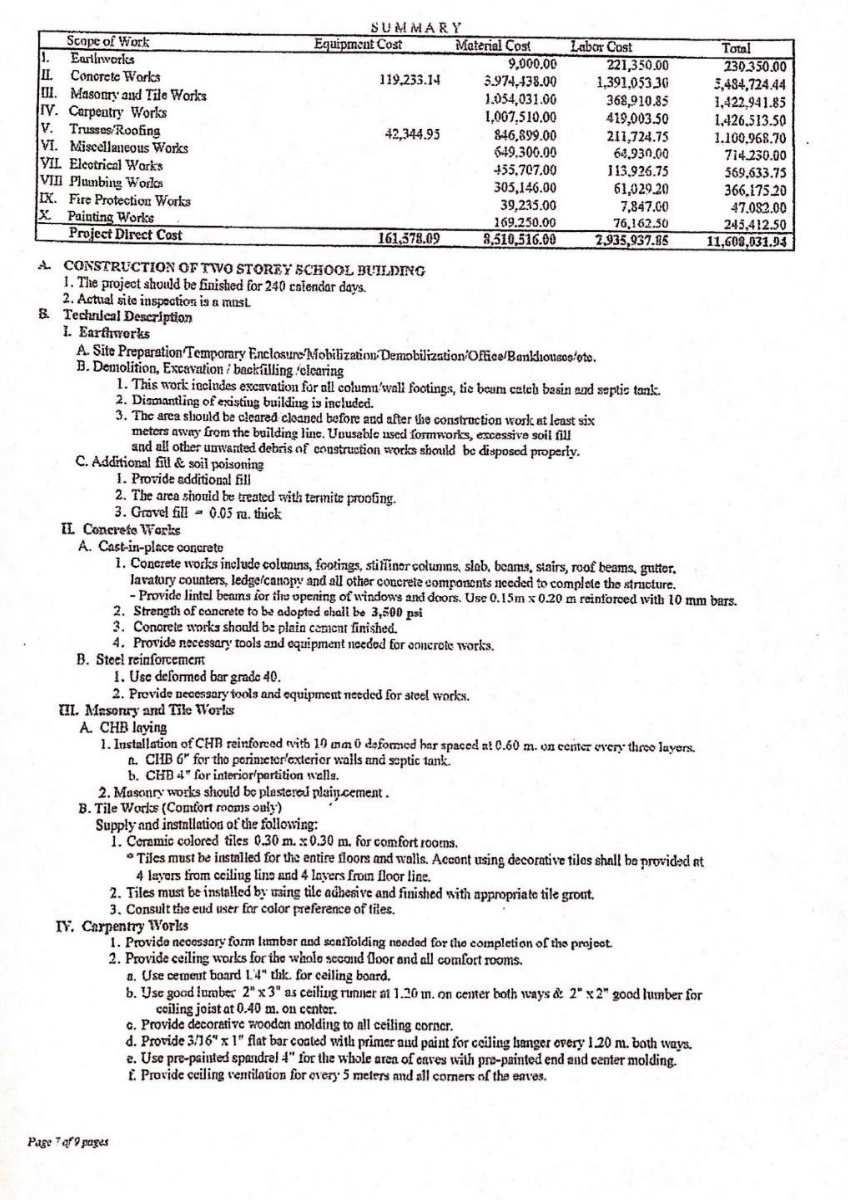 SUMMARY
Scope of Work Equipment Cost Material Cost Labor Cost Total
I. Earthworks 9,000.00 221,350.00 230,350.00
II. Concrete Works 119,233.14 3,974,438.00 1,391,053.30 5,484,724.44
III. Masonry and Tile Works 1,054,031.00 368,910.85 1,422,941.85
IV. Carpentry Works 1,007,510.00 419,003.50 1,426,513.50
V. Trusses/Roofing 42,344.95 846,899.00 211,724.75 1,100,968.70
VI. Miscellaneous Works 649,300.00 64,930.00 714,230.00
VII. Electrical Works 455,707.00 113,926.75 569,633.75
VIII Plumbing Works 305,146.00 61,029.20 366,175.20
IX. Fire Protection Works 39,235.00 7,847.00 47,082.00
X. Painting Works 169,250.00 76,162.50 245,412.50
Project Direct Cost 161,578.09 8,510,516.00 2,935,937.85 11,608,031.94
A. CONSTRUCTION OF TWO STOREY SCHOOL BUILDING
1. The project should be finished for 240 calendar days.
2. Actual site inspection is a must.
B. Technical Description
I. Earthworks
A. Site Preparation/Temporary Enclosure/Mobilization/Demobilization/Office/Bankhouses/etc.
B. Demolition, Excavation / backfilling /clearing
1. This work includes excavation for all column/wall footings, tie beam catch basin and septic tank.
2. Dismantling of existing building is included.
3. The area should be cleared cleaned before and after the construction work at least six
meters away from the building line. Unusable used formworks, excessive soil fill
and all other unwanted debris of construction works should be disposed properly.
C. Additional fill & soil poisoning
1. Provide additional fill
2. The area should be treated with termite proofing.
3. Gravel fill = 0.05 m. thick
II. Concrete Works
A. Cast-in-place concrete
1. Concrete works include columns, footings, stiffiner columns, slab, beams, stairs, roof beams, gutter,
lavatory counters, ledge/canopy and all other concrete components needed to complete the structure.
- Provide lintel beams for the opening of windows and doors. Use 0.15m x 0.20 m reinforced with 10 mm bars.
2. Strength of concrete to be adopted shall be 3,500 psi
3. Concrete works should be plain cement finished.
4. Provide necessary tools and equipment needed for concrete works.
B. Steel reinforcement
1. Use deformed bar grade 40.
2. Provide necessary tools and equipment needed for steel works.
III. Masonry and Tile Works
A. CHB laying
1. Installation of CHB reinforced with 10 mm 0 deformed bar spaced at 0.60 m. on center every three layers.
a. CHB 6" for the perimeter/exterior walls and septic tank.
b. CHB 4" for interior/partition walls.
2. Masonry works should be plastered plain cement .
B. Tile Works (Comfort rooms only)
Supply and installation of the following:
1. Ceramic colored tiles 0.30 m. x 0.30 m. for comfort rooms.
* Tiles must be installed for the entire floors and walls. Accent using decorative tiles shall be provided at
4 layers from ceiling line and 4 layers from floor line.
2. Tiles must be installed by using tile adhesive and finished with appropriate tile grout.
3. Consult the end user for color preference of tiles.
IV. Carpentry Works
1. Provide necessary form lumber and scaffolding needed for the completion of the project.
2. Provide ceiling works for the whole second floor and all comfort rooms.
a. Use cement board 1/4" thk. for ceiling board.
b. Use good lumber 2" x 3" as ceiling runner at 1.20 m. on center both ways & 2" x 2" good lumber for
ceiling joist at 0.40 m. on center.
c. Provide decorative wooden molding to all ceiling corner.
d. Provide 3/16" x 1" flat bar coated with primer and paint for ceiling hanger every 1.20 m. both ways.
e. Use pre-painted spandrel 4" for the whole area of eaves with pre-painted end and center molding.
f. Provide ceiling ventilation for every 5 meters and all corners of the eaves.
Page 7 of 9 pages